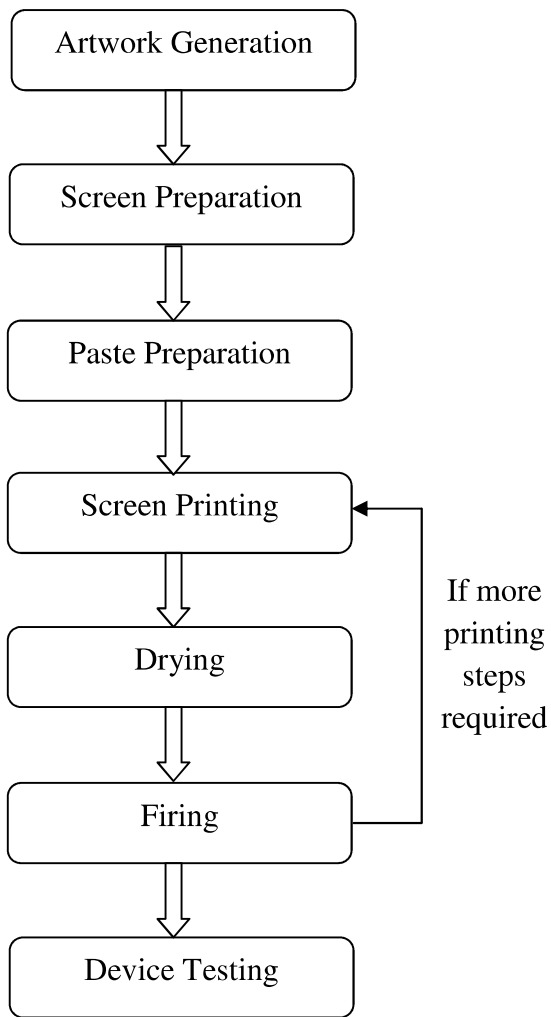 Artwork Generation
Screen Preparation
Paste Preparation
Screen Printing
If more
printing
steps
required
Drying
Firing
Device Testing